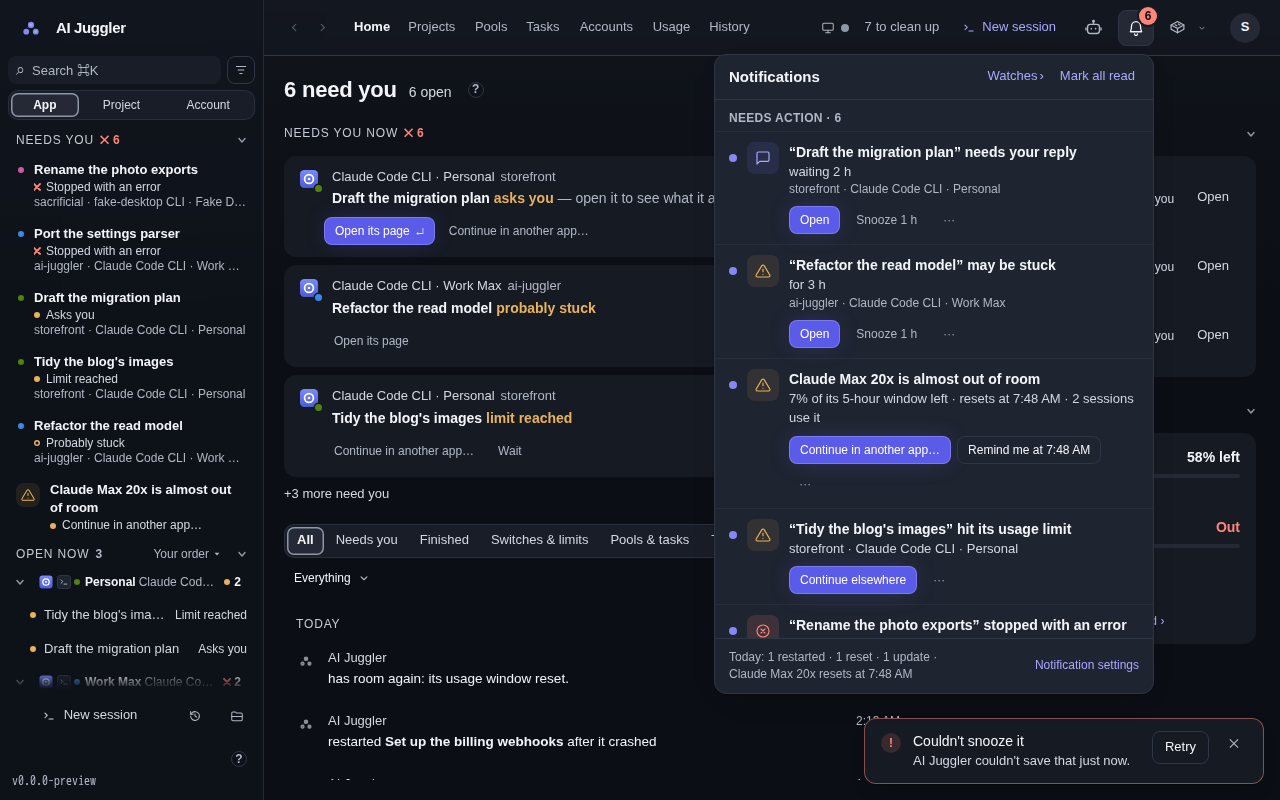 AI Juggler
Search ⌘K
App
Project
Account
NEEDS YOU 6
Rename the photo exports
Stopped with an error
sacrificial · fake-desktop CLI · Fake D…
Port the settings parser
Stopped with an error
ai-juggler · Claude Code CLI · Work …
Draft the migration plan
Asks you
storefront · Claude Code CLI · Personal
Tidy the blog's images
Limit reached
storefront · Claude Code CLI · Personal
Refactor the read model
Probably stuck
ai-juggler · Claude Code CLI · Work …
Claude Max 20x is almost out
of room
Continue in another app…
OPEN NOW 3
Your order
Personal Claude Cod… 2
Tidy the blog's ima… Limit reached
Draft the migration plan Asks you
Work Max Claude Co… 2
New session
?
v0.0.0-preview
Home
Projects
Pools
Tasks
Accounts
Usage
History
7 to clean up
New session
6
S
6 need you 6 open ?
NEEDS YOU NOW 6
Claude Code CLI · Personal storefront
Draft the migration plan asks you — open it to see what it a
Open its page
Continue in another app…
Claude Code CLI · Work Max ai-juggler
Refactor the read model probably stuck
Open its page
Claude Code CLI · Personal storefront
Tidy the blog's images limit reached
Continue in another app…
Wait
+3 more need you
All
Needs you
Finished
Switches & limits
Pools & tasks
Everything
TODAY
AI Juggler
has room again: its usage window reset.
AI Juggler
restarted Set up the billing webhooks after it crashed
Notifications
Watches ›
Mark all read
NEEDS ACTION · 6
“Draft the migration plan” needs your reply
waiting 2 h
storefront · Claude Code CLI · Personal
Open
Snooze 1 h
…
“Refactor the read model” may be stuck
for 3 h
ai-juggler · Claude Code CLI · Work Max
Open
Snooze 1 h
…
Claude Max 20x is almost out of room
7% of its 5-hour window left · resets at 7:48 AM · 2 sessions
use it
Continue in another app…
Remind me at 7:48 AM
…
“Tidy the blog's images” hit its usage limit
storefront · Claude Code CLI · Personal
Continue elsewhere
…
“Rename the photo exports” stopped with an error
Today: 1 restarted · 1 reset · 1 update ·
Claude Max 20x resets at 7:48 AM
Notification settings
you Open
you Open
you Open
58% left
Out
d ›
Couldn't snooze it
AI Juggler couldn't save that just now.
Retry